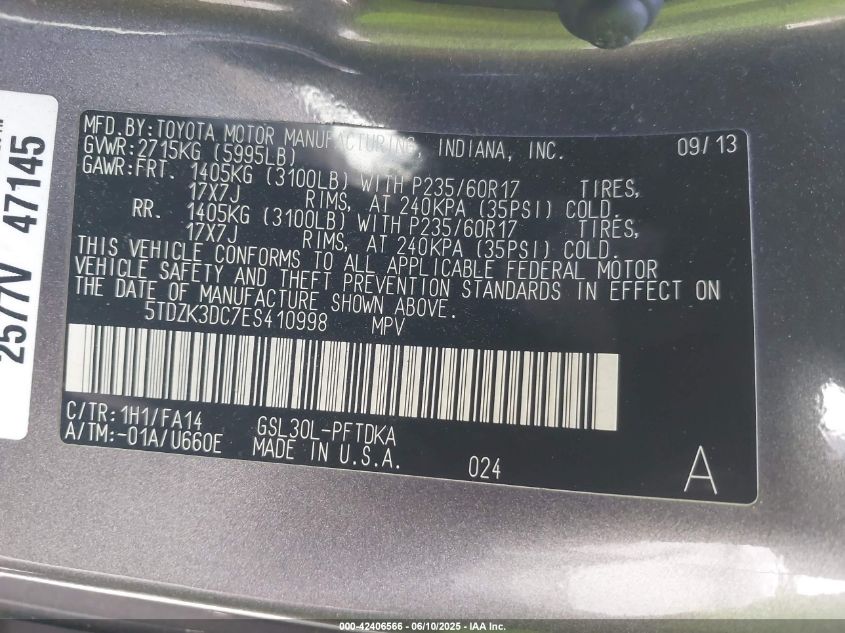 MFD.BY:TOYOTA MOTOR MANUFACTURING, INDIANA, INC. 09/13
GVWR:2715KG (5995LB)
GAWR:FRT. 1405KG (3100LB) WITH P235/60R17 TIRES,
17X7J RIMS, AT 240KPA (35PSI) COLD.
RR. 1405KG (3100LB) WITH P235/60R17 TIRES,
17X7J RIMS, AT 240KPA (35PSI) COLD.
THIS VEHICLE CONFORMS TO ALL APPLICABLE FEDERAL MOTOR
VEHICLE SAFETY AND THEFT PREVENTION STANDARDS IN EFFECT ON
THE DATE OF MANUFACTURE SHOWN ABOVE.
5TDZK3DC7ES410998 MPV
C/TR:1H1/FA14 GSL30L-PFTDKA
A/TM:-01A/U660E MADE IN U.S.A. 024 A
2577V 47145
000-42406566 - 06/10/2025 - IAA Inc.